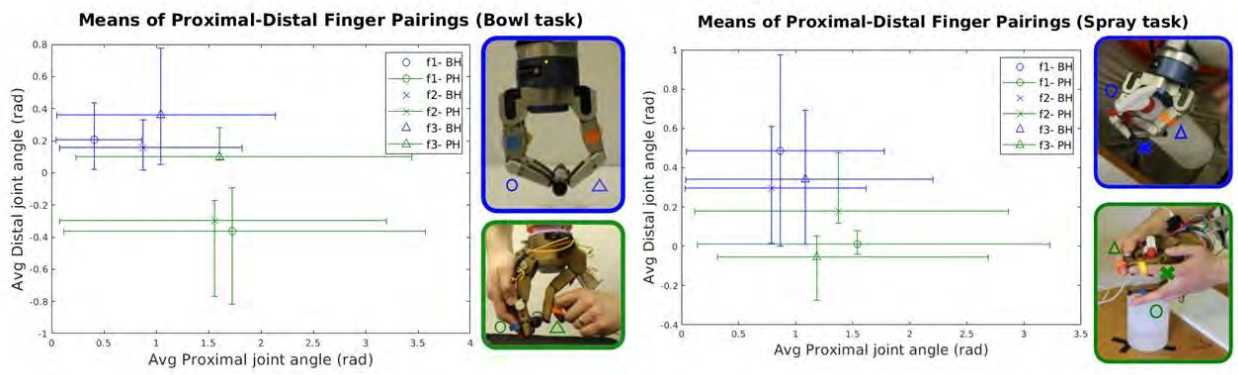 Means of Proximal-Distal Finger Pairings (Bowl task)
Avg Distal joint angle (rad)
0.8
0.6
0.4
0.2
0
-0.2
-0.4
-0.6
-0.8
-1
0
0.5
1
1.5
2
2.5
3
3.5
4
Avg Proximal joint angle (rad)
f1- BH
f1- PH
f2- BH
f2- PH
f3- BH
f3- PH
Means of Proximal-Distal Finger Pairings (Spray task)
Avg Distal joint angle (rad)
1
0.8
0.6
0.4
0.2
0
-0.2
-0.4
0
0.5
1
1.5
2
2.5
3
3.5
Avg Proximal joint angle (rad)
f1- BH
f1- PH
f2- BH
f2- PH
f3- BH
f3- PH